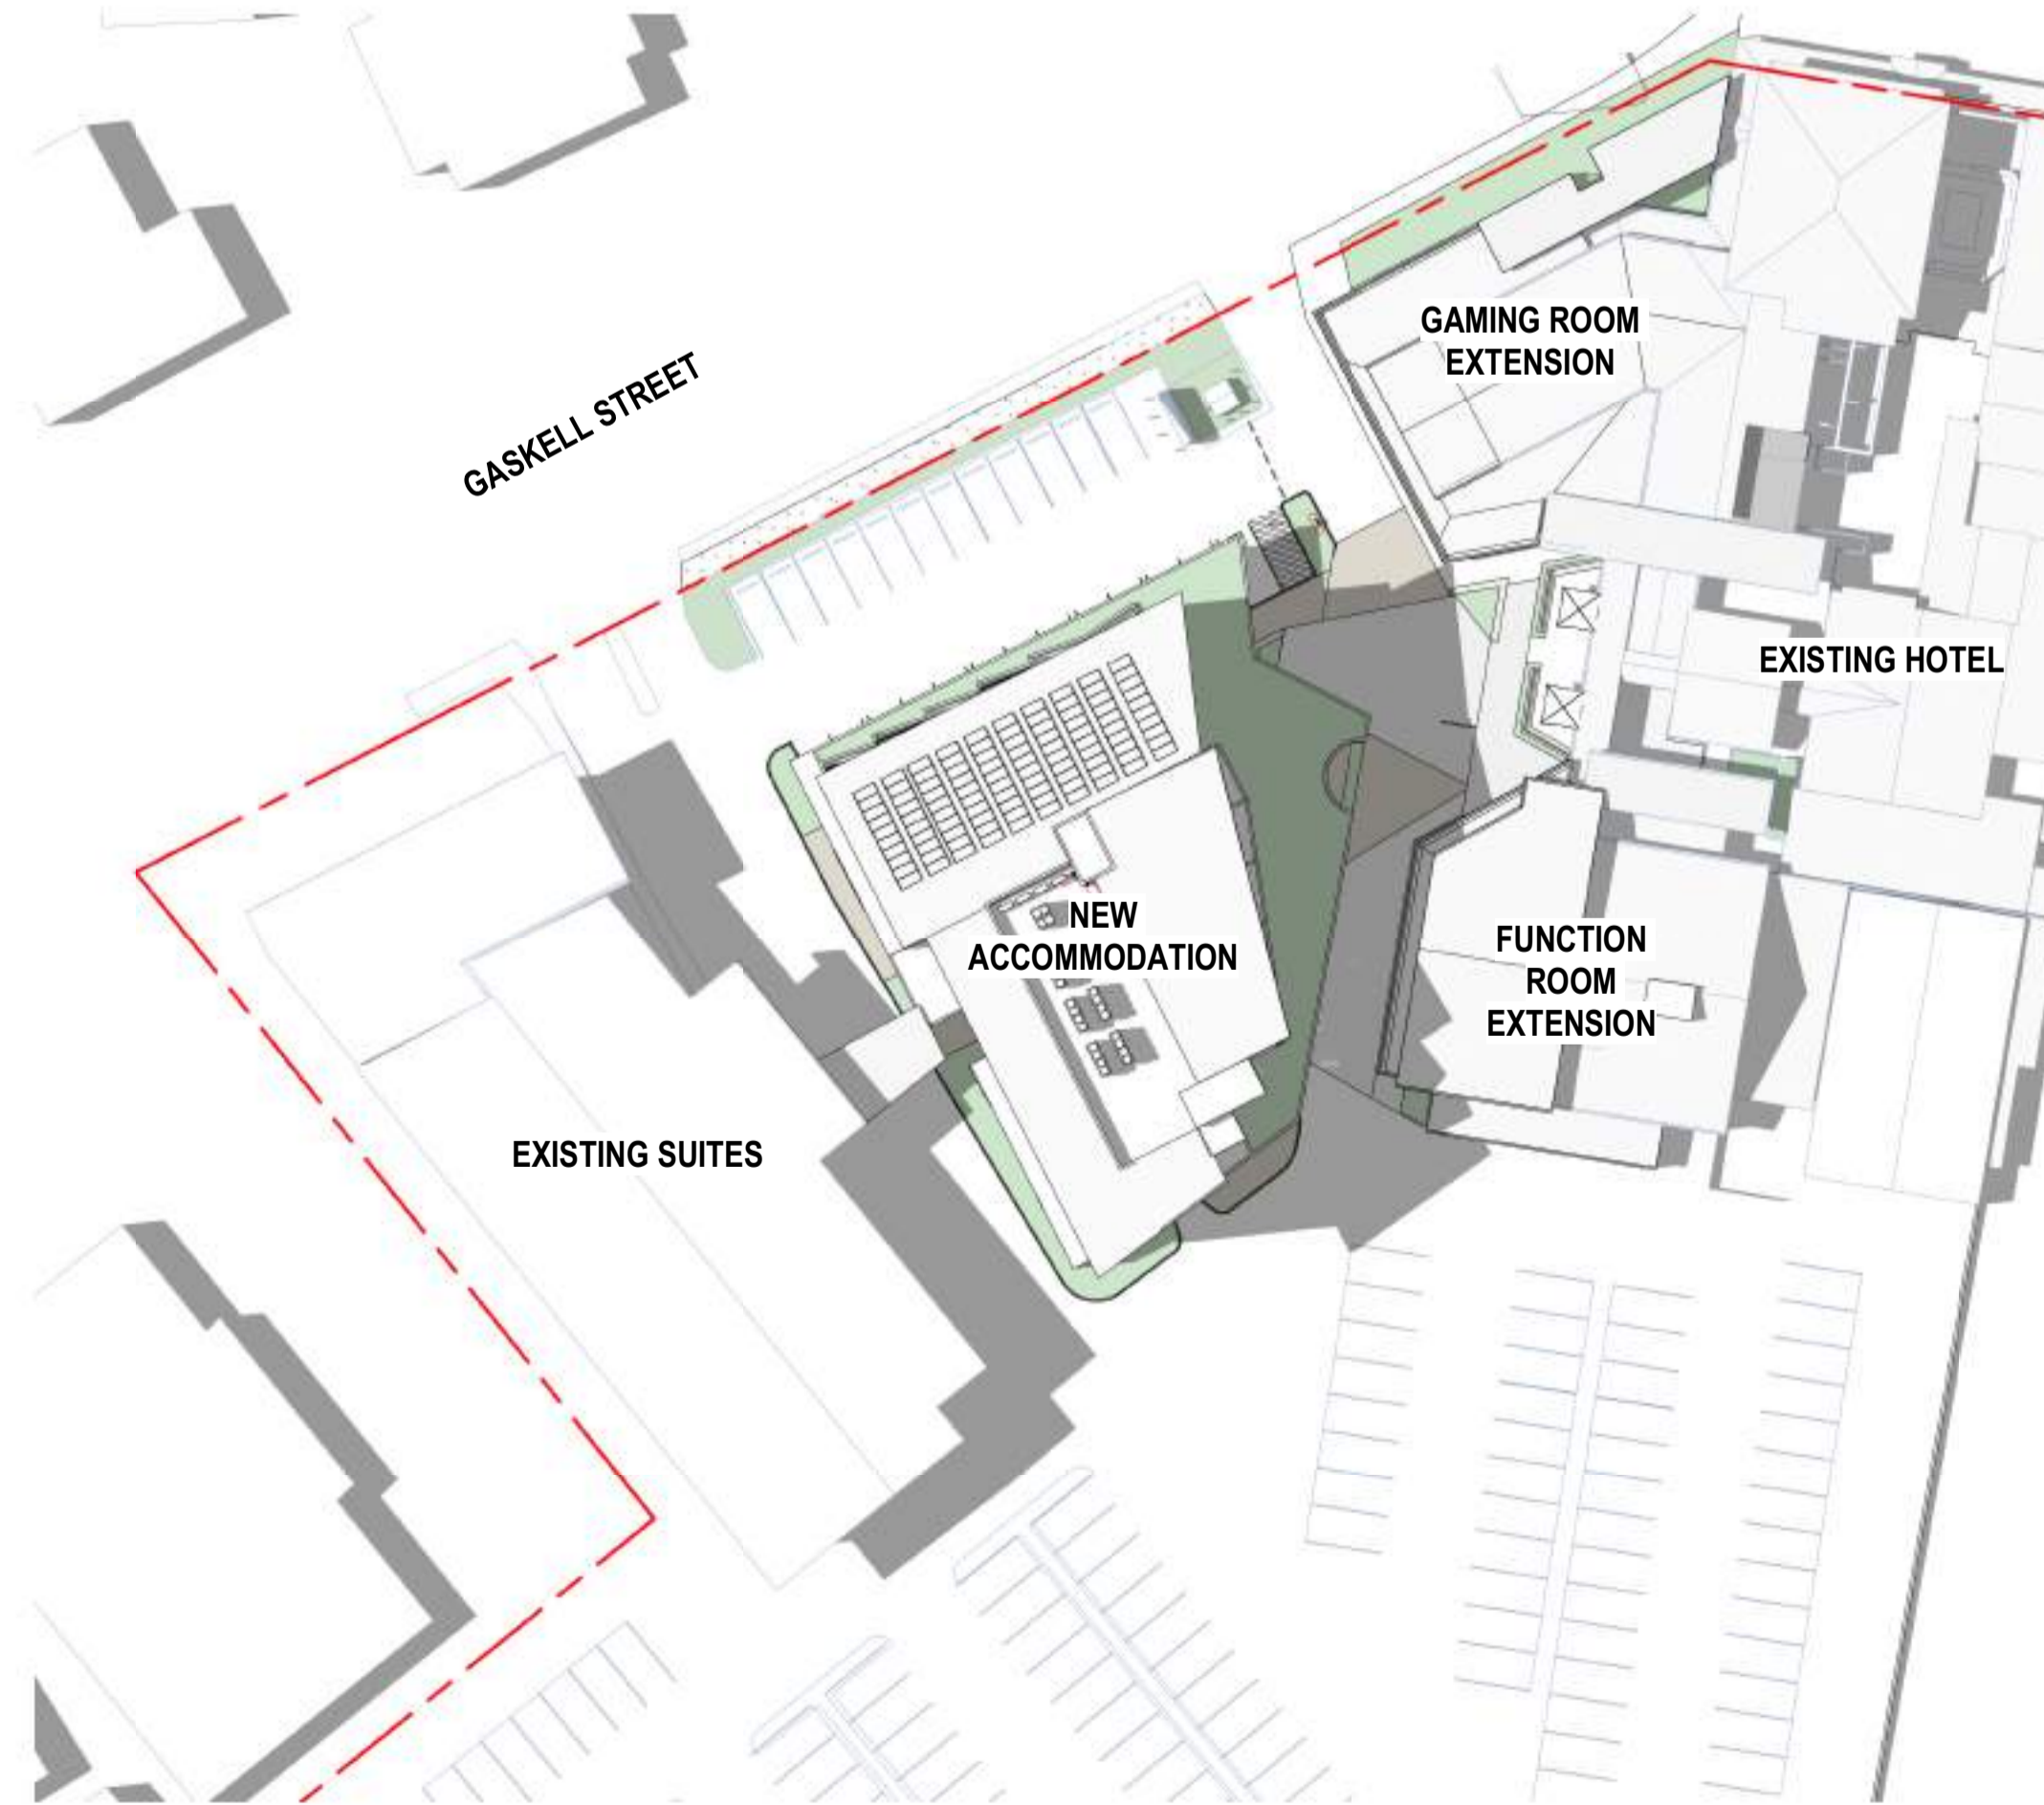 GAMING ROOM
EXTENSION
GASKELL STREET
EXISTING HOTEL
NEW
ACCOMMODATION
FUNCTION
ROOM
EXTENSION
EXISTING SUITES